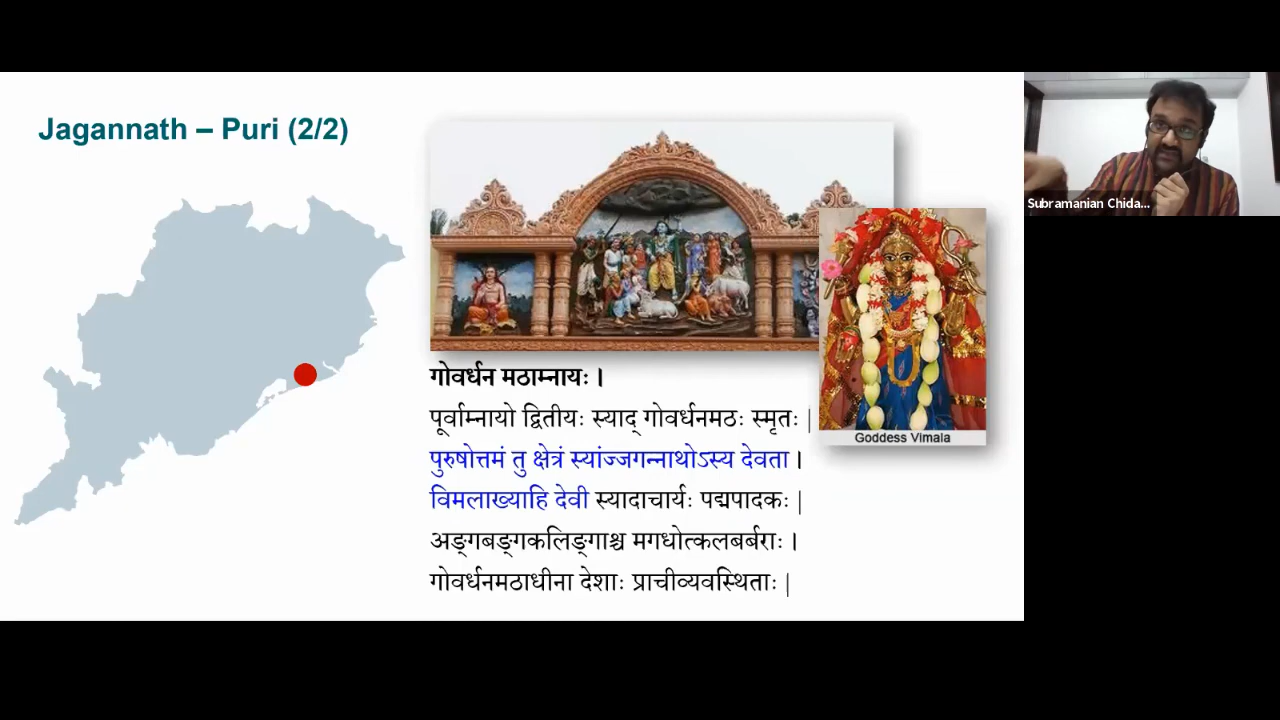 Jagannath – Puri (2/2)
Subramanian Chida...
Goddess Vimala
गोवर्धन मठाम्नायः ।
पूर्वाम्नायो द्वितीयः स्याद् गोवर्धनमठः स्मृतः |
पुरुषोत्तमं तु क्षेत्रं स्यांज्जगन्नाथोऽस्य देवता ।
विमलाख्याहि देवी स्यादाचार्यः पद्मपादकः |
अङ्गबङ्गकलिङ्गाश्च मगधोत्कलबर्बराः ।
गोवर्धनमठाधीना देशाः प्राचीव्यवस्थिताः |